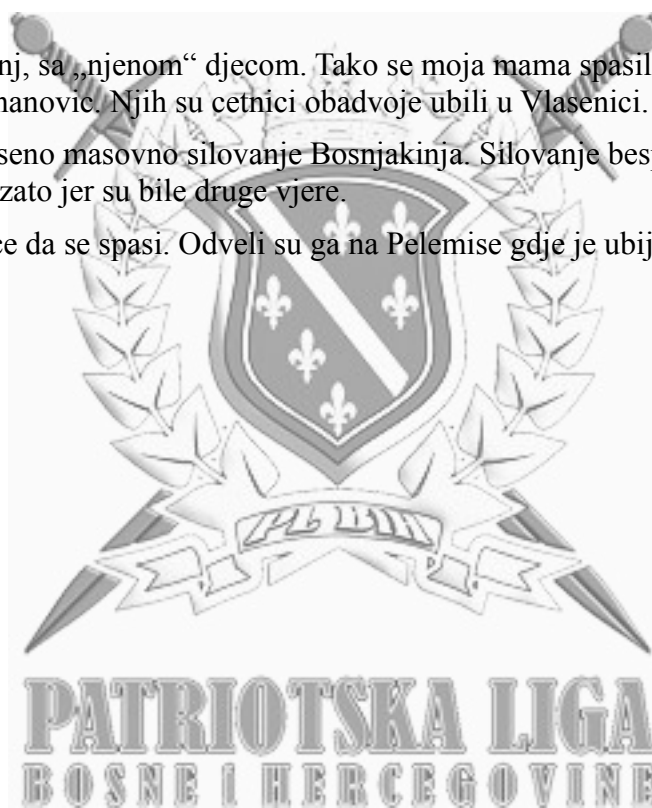 nj, sa „njenom“ djecom. Tako se moja mama spasil
nanovic. Njih su cetnici obadvoje ubili u Vlasenici.
seno masovno silovanje Bosnjakinja. Silovanje besp
zato jer su bile druge vjere.
ce da se spasi. Odveli su ga na Pelemise gdje je ubij
PL BIH
PATRIOTSKA LIGA
BOSNE I HERCEGOVINE